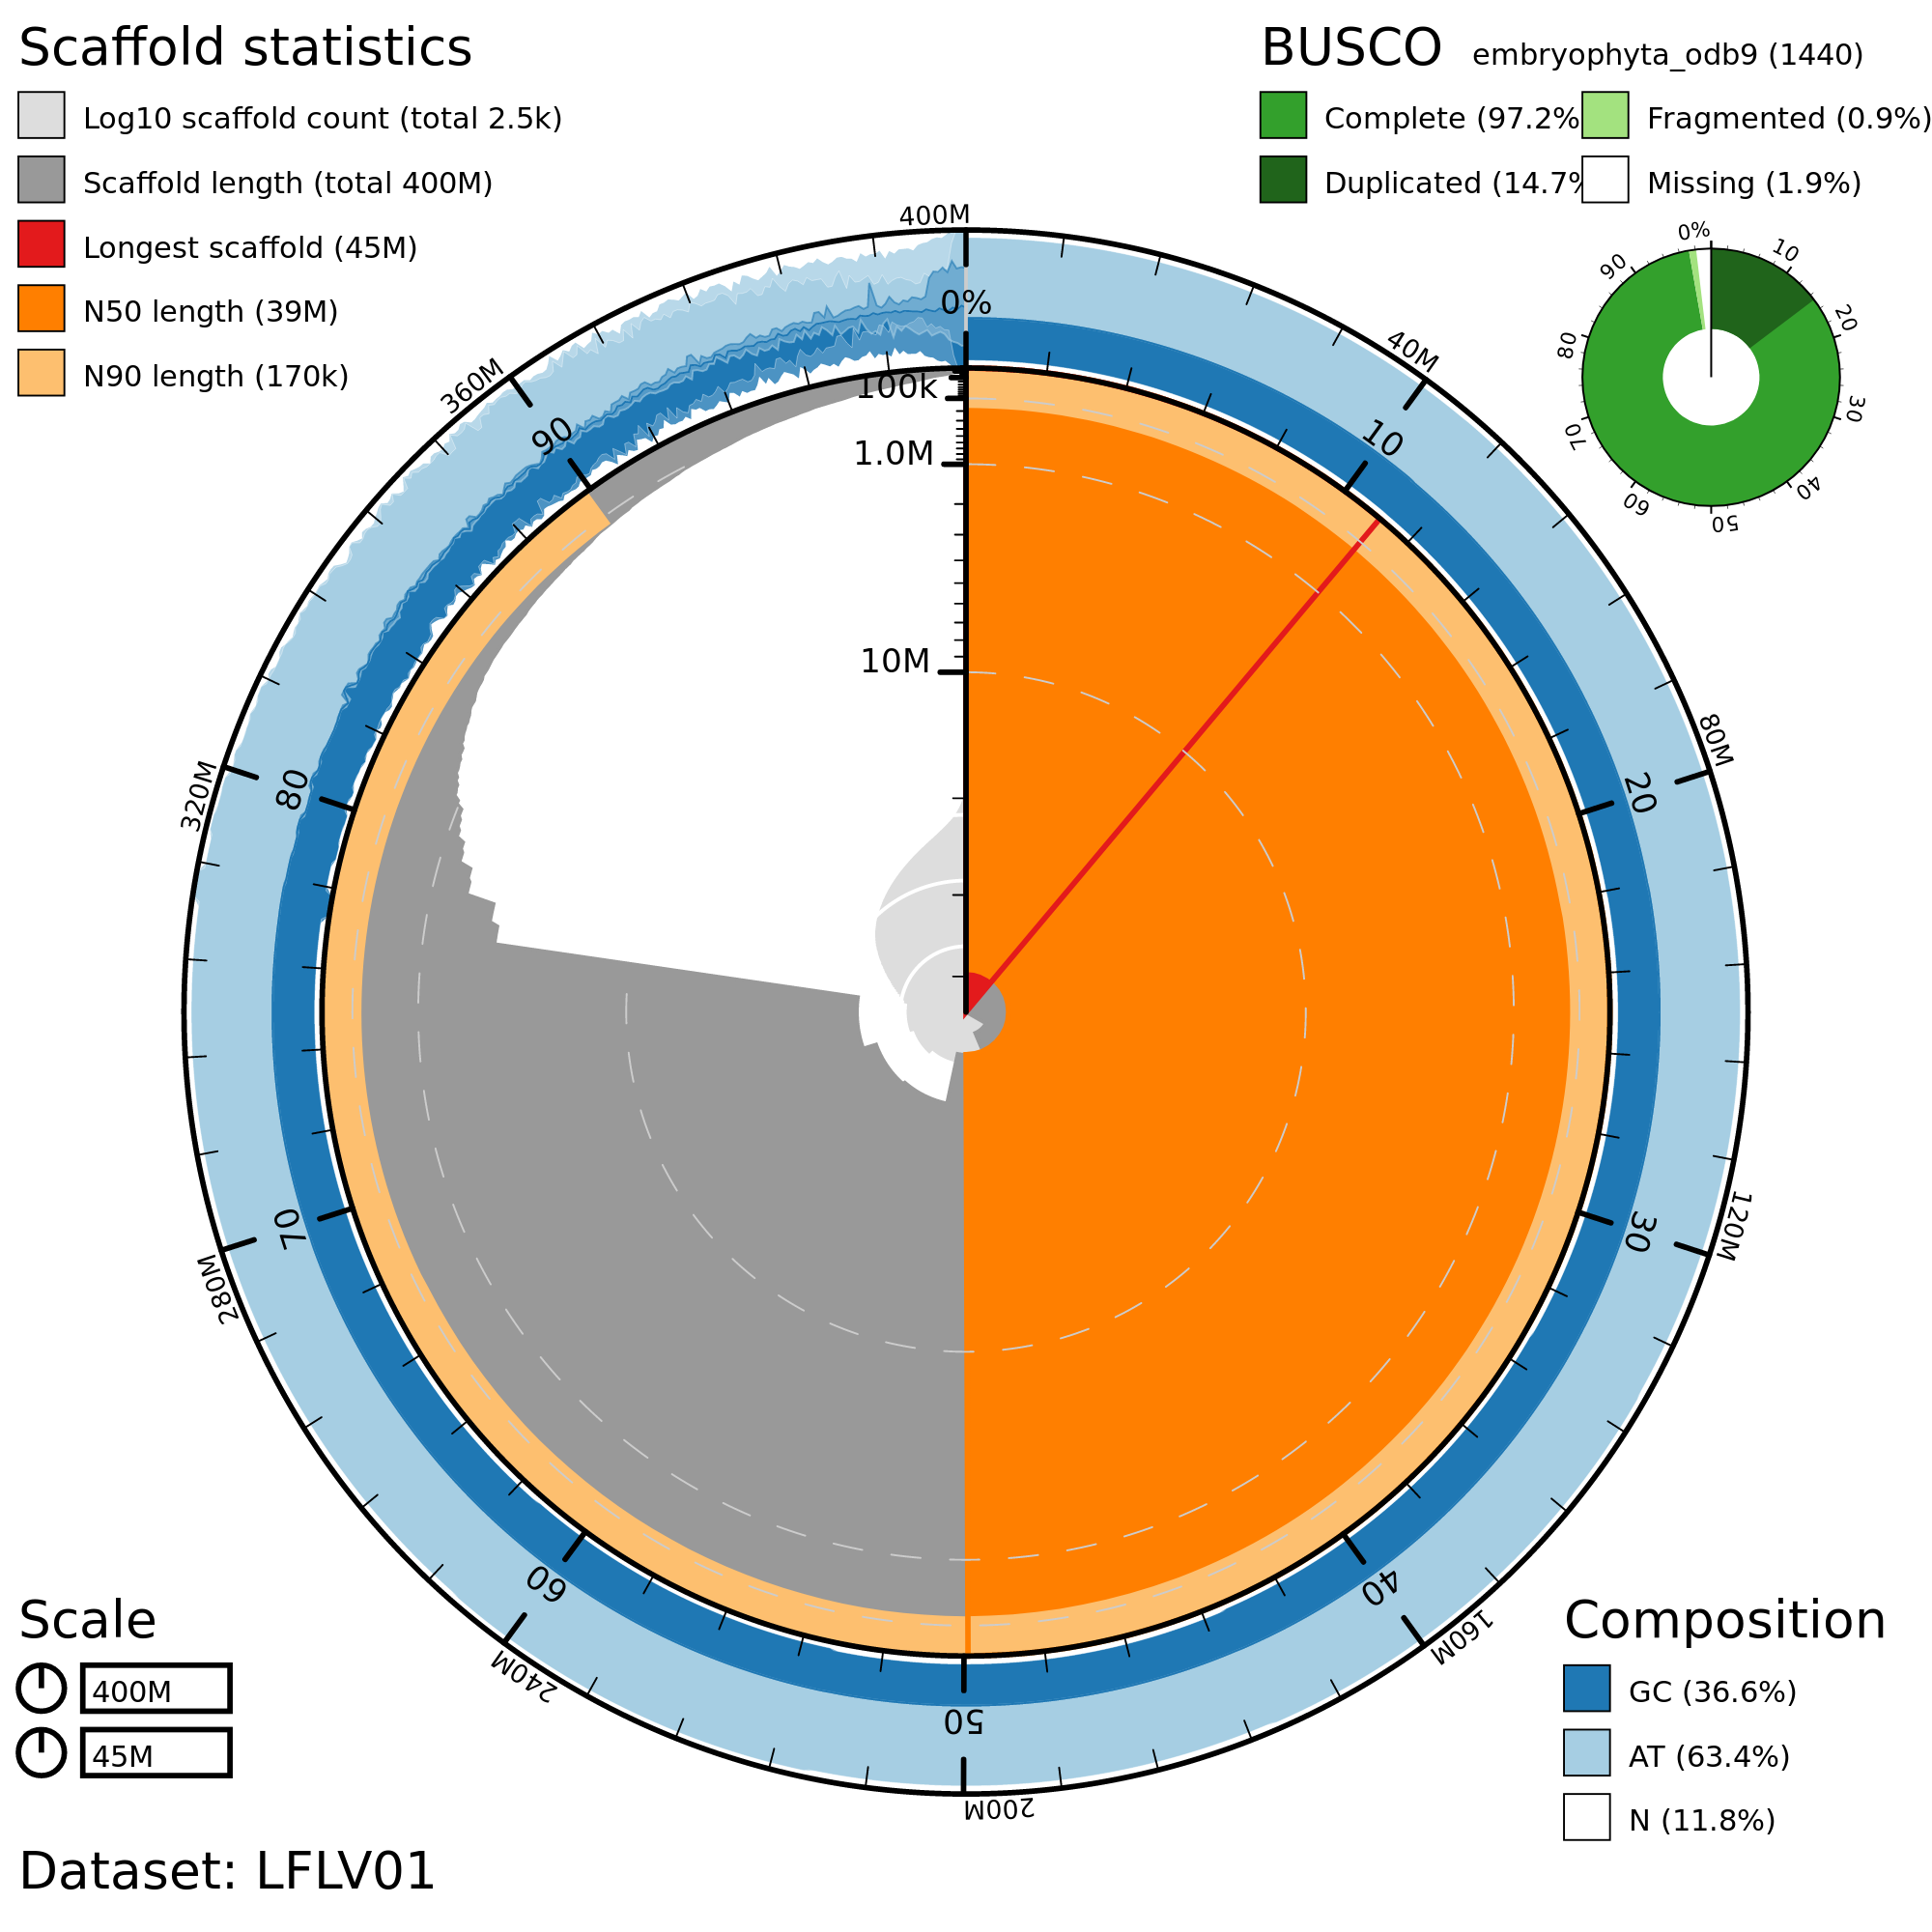 Scaffold statistics
Log10 scaffold count (total 2.5k)
Scaffold length (total 400M)
Longest scaffold (45M)
N50 length (39M)
N90 length (170k)
BUSCO embryophyta_odb9 (1440)
Complete (97.2%
Fragmented (0.9%)
Duplicated (14.7%
Missing (1.9%)
0%
10
20
30
40
50
60
70
80
90
400M
40M
80M
120M
160M
200M
240M
280M
320M
360M
0%
10
20
30
40
50
60
70
80
90
100k
1.0M
10M
Scale
400M
45M
Composition
GC (36.6%)
AT (63.4%)
N (11.8%)
Dataset: LFLV01